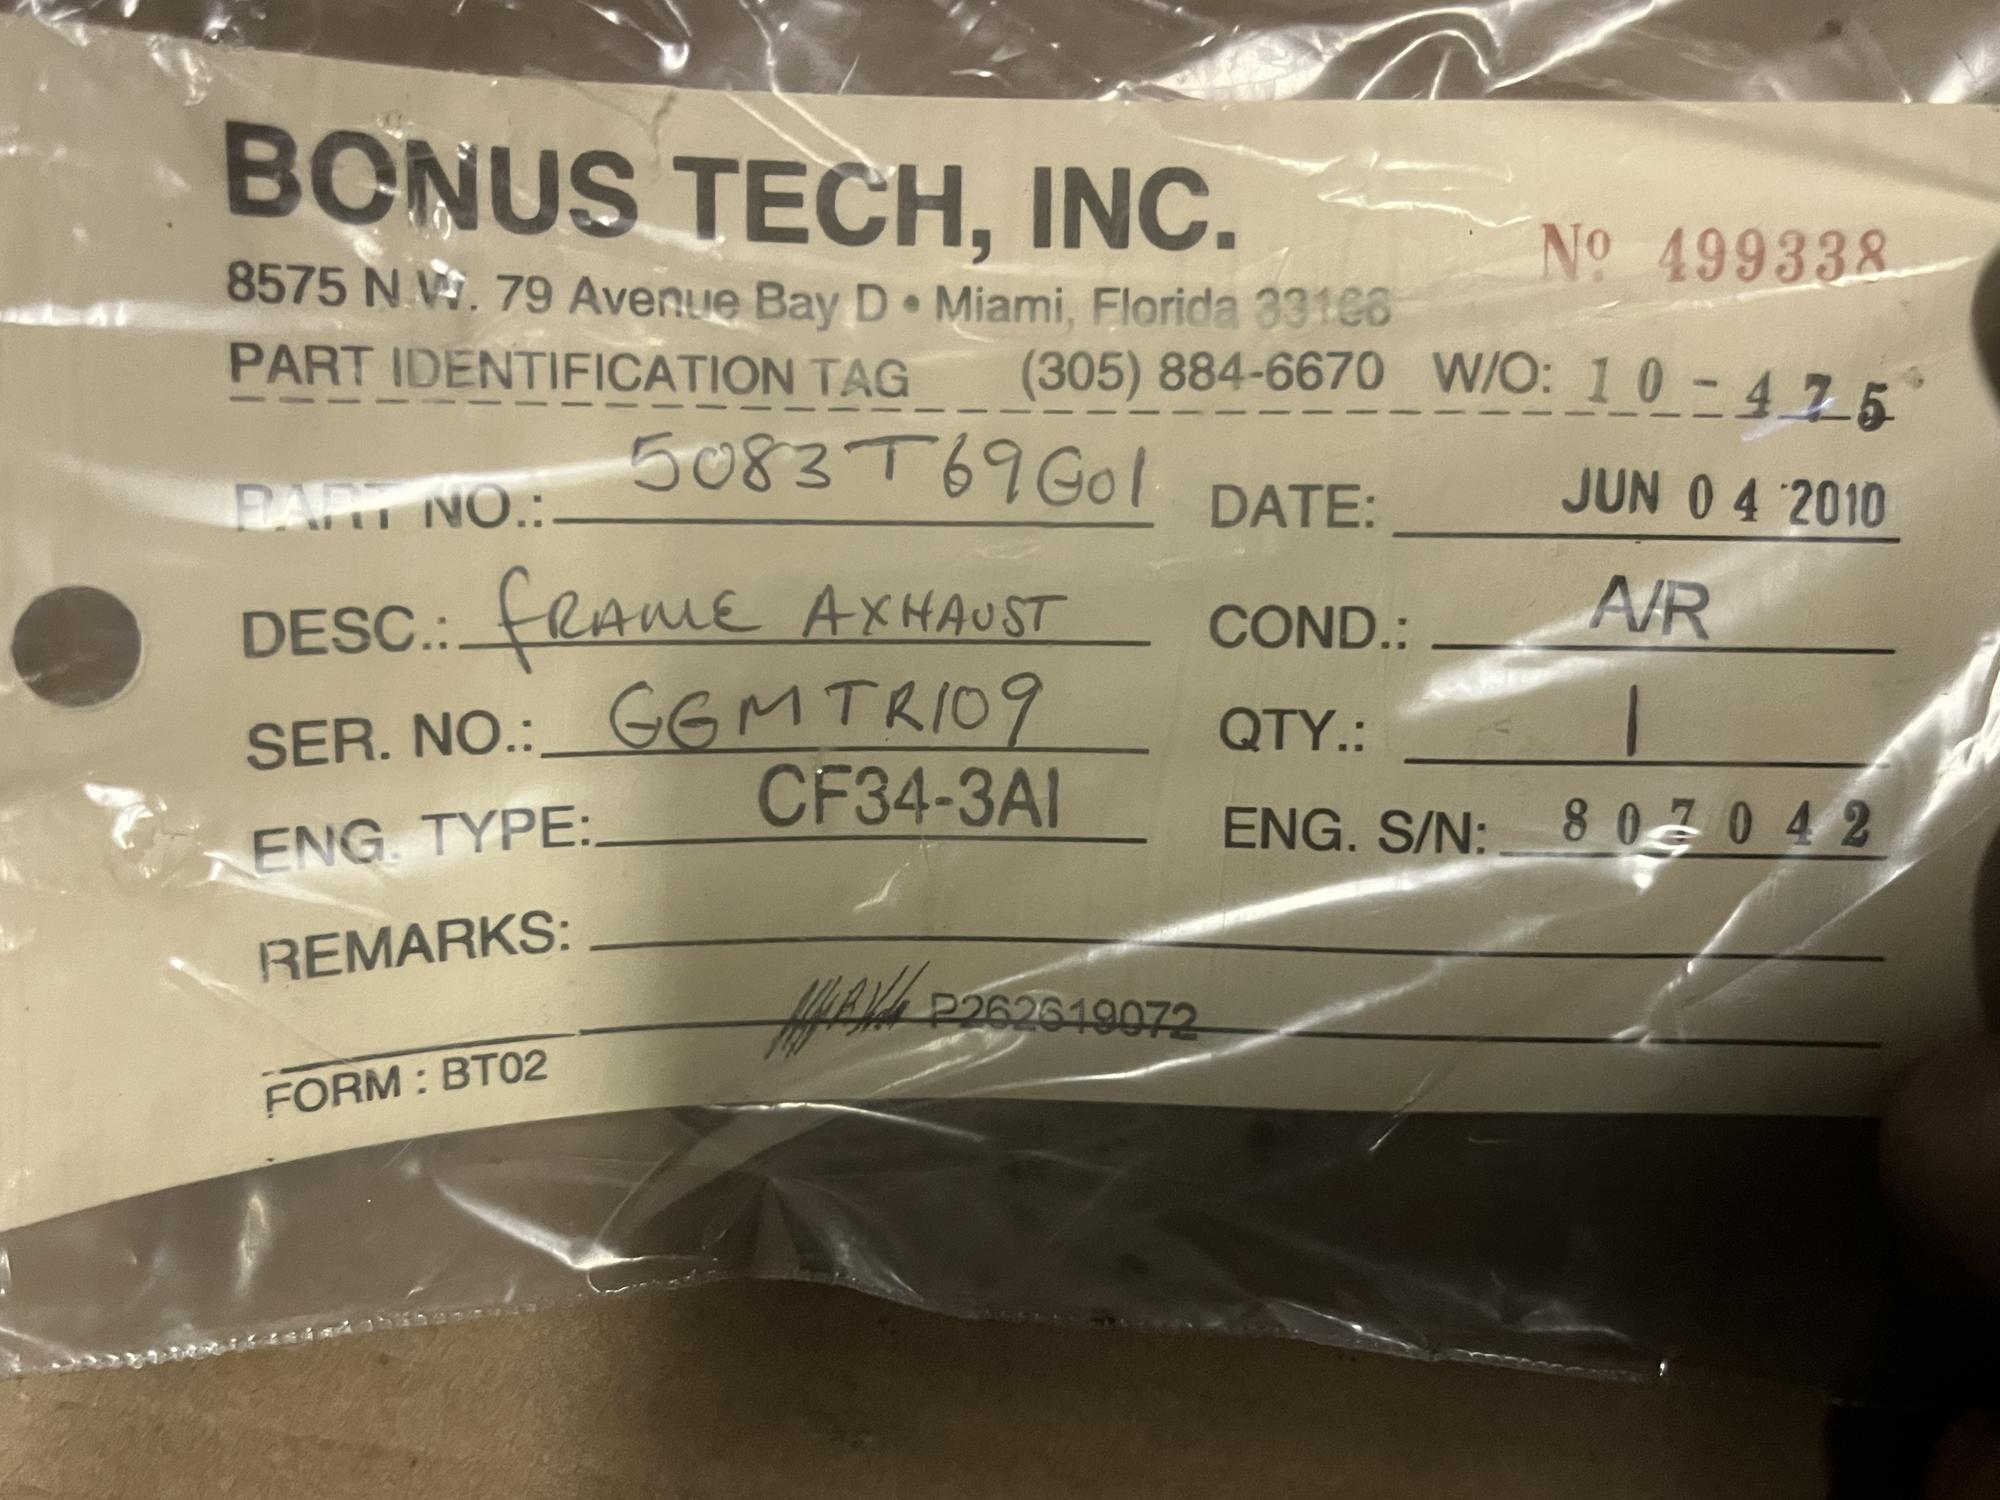 BONUS TECH, INC.
Nº 499338
8575 N.W. 79 Avenue Bay D • Miami, Florida 33166
PART IDENTIFICATION TAG (305) 884-6670 W/O: 10-475
PART NO.: 5083T69G01 DATE: JUN 04 2010
DESC.: FRAME AXHAUST COND.: A/R
SER. NO.: GGMTR109 QTY.: 1
ENG. TYPE: CF34-3A1 ENG. S/N: 807042
REMARKS:
P262619072
FORM : BT02